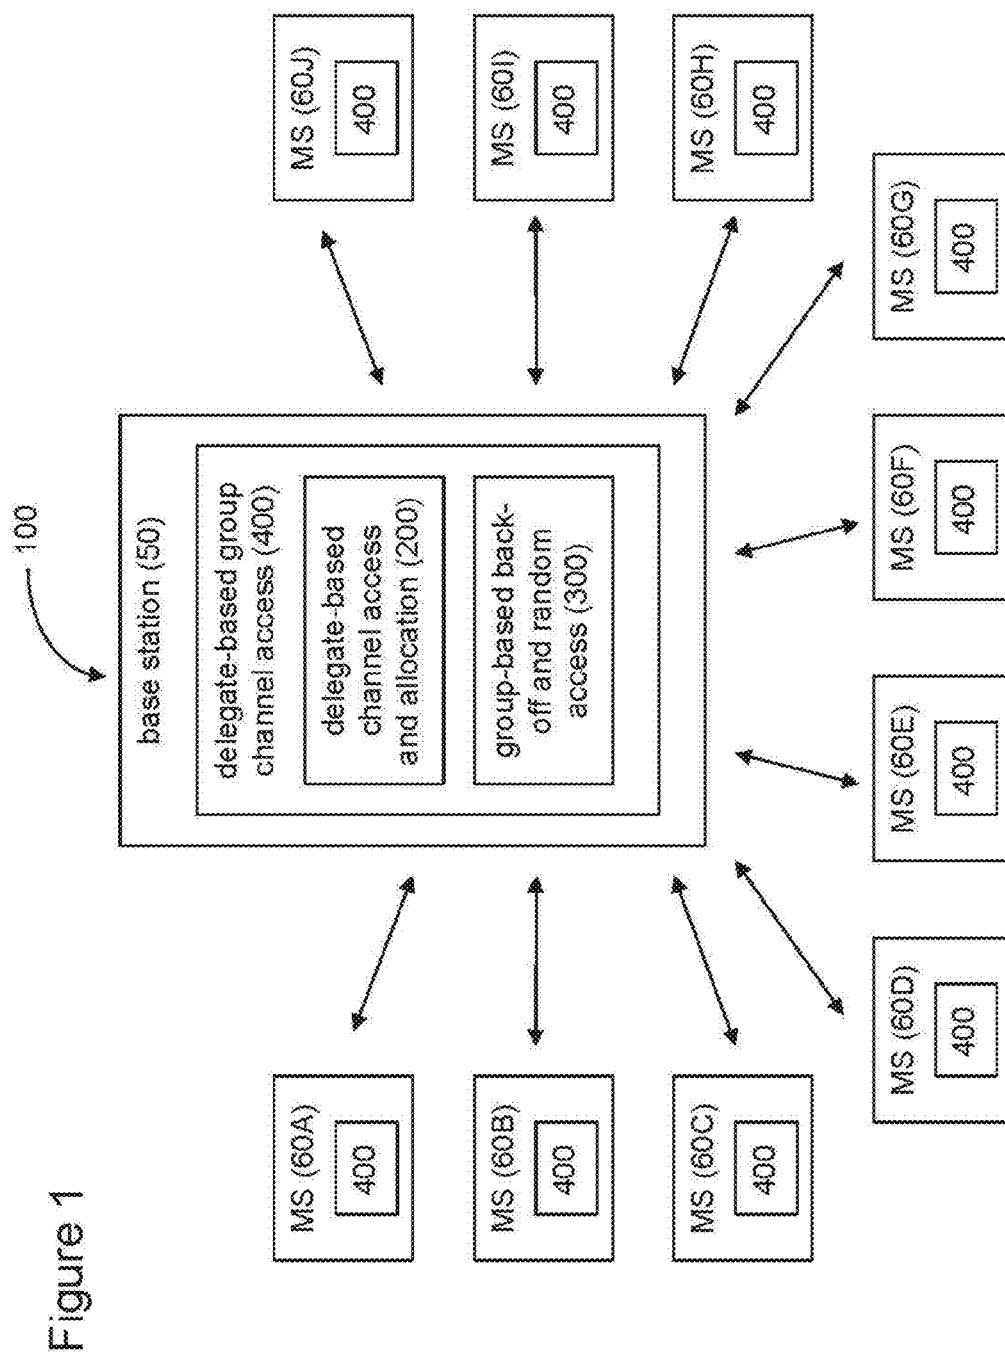 Figure 1
100
base station (50)
delegate-based group
channel access (400)
delegate-based
channel access
and allocation (200)
group-based back-
off and random
access (300)
MS (60A)
400
MS (60B)
400
MS (60C)
400
MS (60D)
400
MS (60E)
400
MS (60F)
400
MS (60G)
400
MS (60H)
400
MS (60I)
400
MS (60J)
400